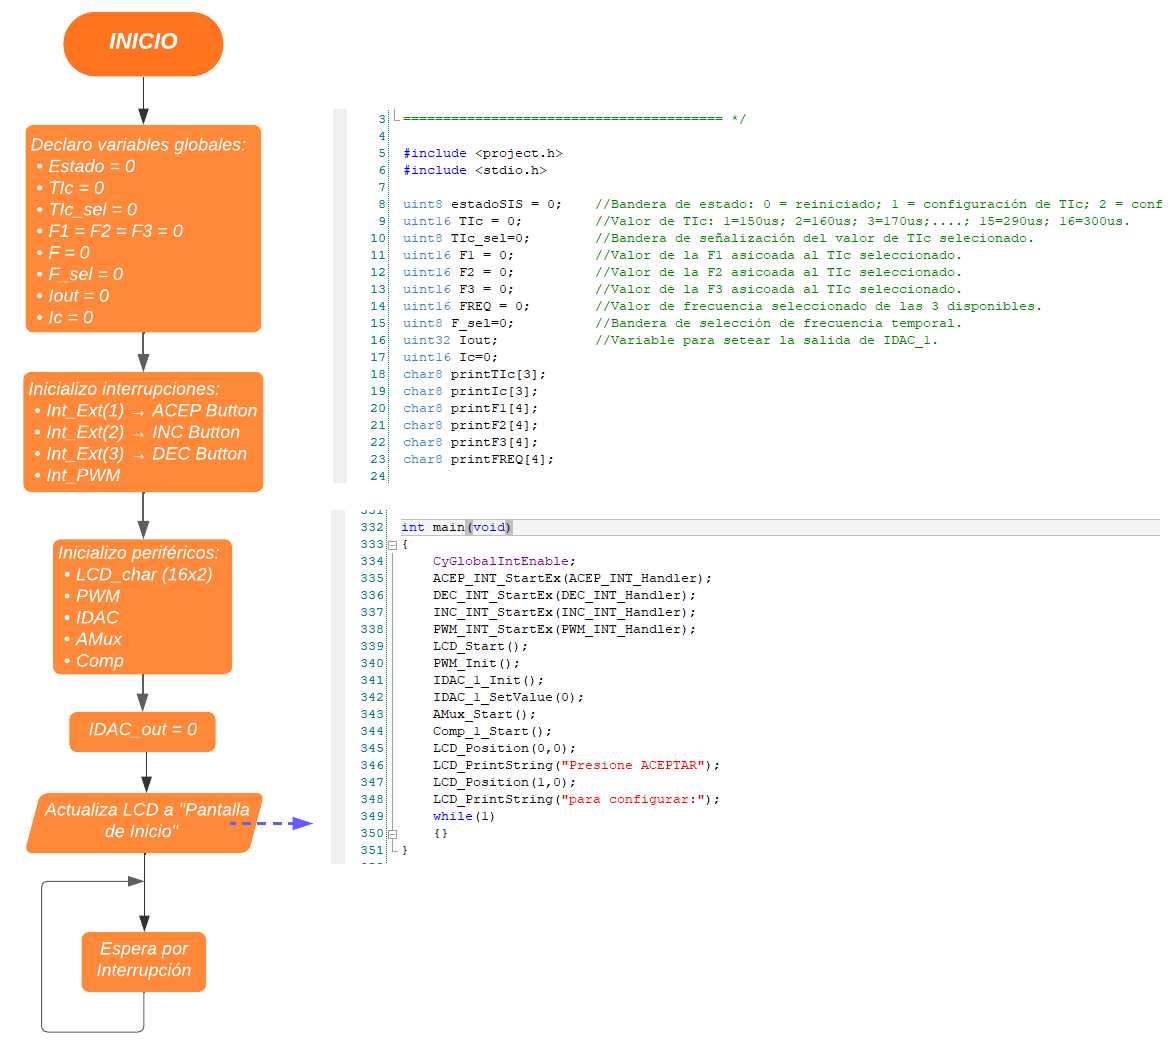 INICIO
Declaro variables globales:
• Estado = 0
• TIc = 0
• TIc_sel = 0
• F1 = F2 = F3 = 0
• F = 0
• F_sel = 0
• Iout = 0
• Ic = 0
Inicializo interrupciones:
• Int_Ext(1) → ACEP Button
• Int_Ext(2) → INC Button
• Int_Ext(3) → DEC Button
• Int_PWM
Inicializo periféricos:
• LCD_char (16x2)
• PWM
• IDAC
• AMux
• Comp
IDAC_out = 0
Actualiza LCD a "Pantalla
de Inicio"
Espera por
Interrupción
3 ======================================== */
4
5 #include <project.h>
6 #include <stdio.h>
7
8 uint8 estadoSIS = 0; //Bandera de estado: 0 = reiniciado; 1 = configuración de TIc; 2 = conf
9 uint16 TIc = 0; //Valor de TIc: 1=150us; 2=160us; 3=170us;....; 15=290us; 16=300us.
10 uint8 TIc_sel=0; //Bandera de señalización del valor de TIc selecionado.
11 uint16 F1 = 0; //Valor de la F1 asicoada al TIc seleccionado.
12 uint16 F2 = 0; //Valor de la F2 asicoada al TIc seleccionado.
13 uint16 F3 = 0; //Valor de la F3 asicoada al TIc seleccionado.
14 uint16 FREQ = 0; //Valor de frecuencia seleccionado de las 3 disponibles.
15 uint8 F_sel=0; //Bandera de selección de frecuencia temporal.
16 uint32 Iout; //Variable para setear la salida de IDAC_1.
17 uint16 Ic=0;
18 char8 printTIc[3];
19 char8 printIc[3];
20 char8 printF1[4];
21 char8 printF2[4];
22 char8 printF3[4];
23 char8 printFREQ[4];
24
331
332 int main(void)
333 {
334 CyGlobalIntEnable;
335 ACEP_INT_StartEx(ACEP_INT_Handler);
336 DEC_INT_StartEx(DEC_INT_Handler);
337 INC_INT_StartEx(INC_INT_Handler);
338 PWM_INT_StartEx(PWM_INT_Handler);
339 LCD_Start();
340 PWM_Init();
341 IDAC_1_Init();
342 IDAC_1_SetValue(0);
343 AMux_Start();
344 Comp_1_Start();
345 LCD_Position(0,0);
346 LCD_PrintString("Presione ACEPTAR");
347 LCD_Position(1,0);
348 LCD_PrintString("para configurar:");
349 while(1)
350 {}
351 }